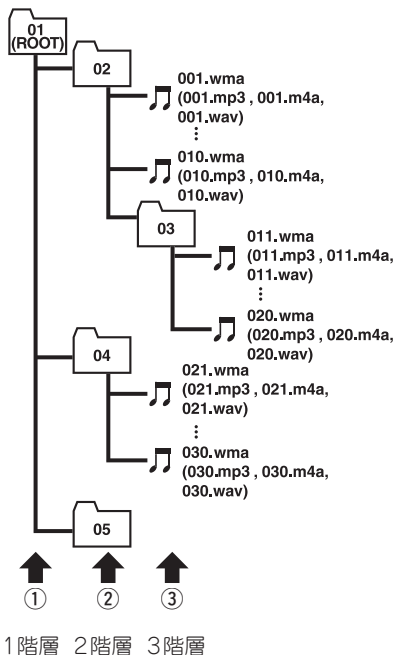 01
(ROOT)
02
001.wma
(001.mp3 , 001.m4a,
001.wav)
010.wma
(010.mp3 , 010.m4a,
010.wav)
03
011.wma
(011.mp3 , 011.m4a,
011.wav)
020.wma
(020.mp3 , 020.m4a,
020.wav)
04
021.wma
(021.mp3 , 021.m4a,
021.wav)
030.wma
(030.mp3 , 030.m4a,
030.wav)
05
① ② ③
1階層 2階層 3階層